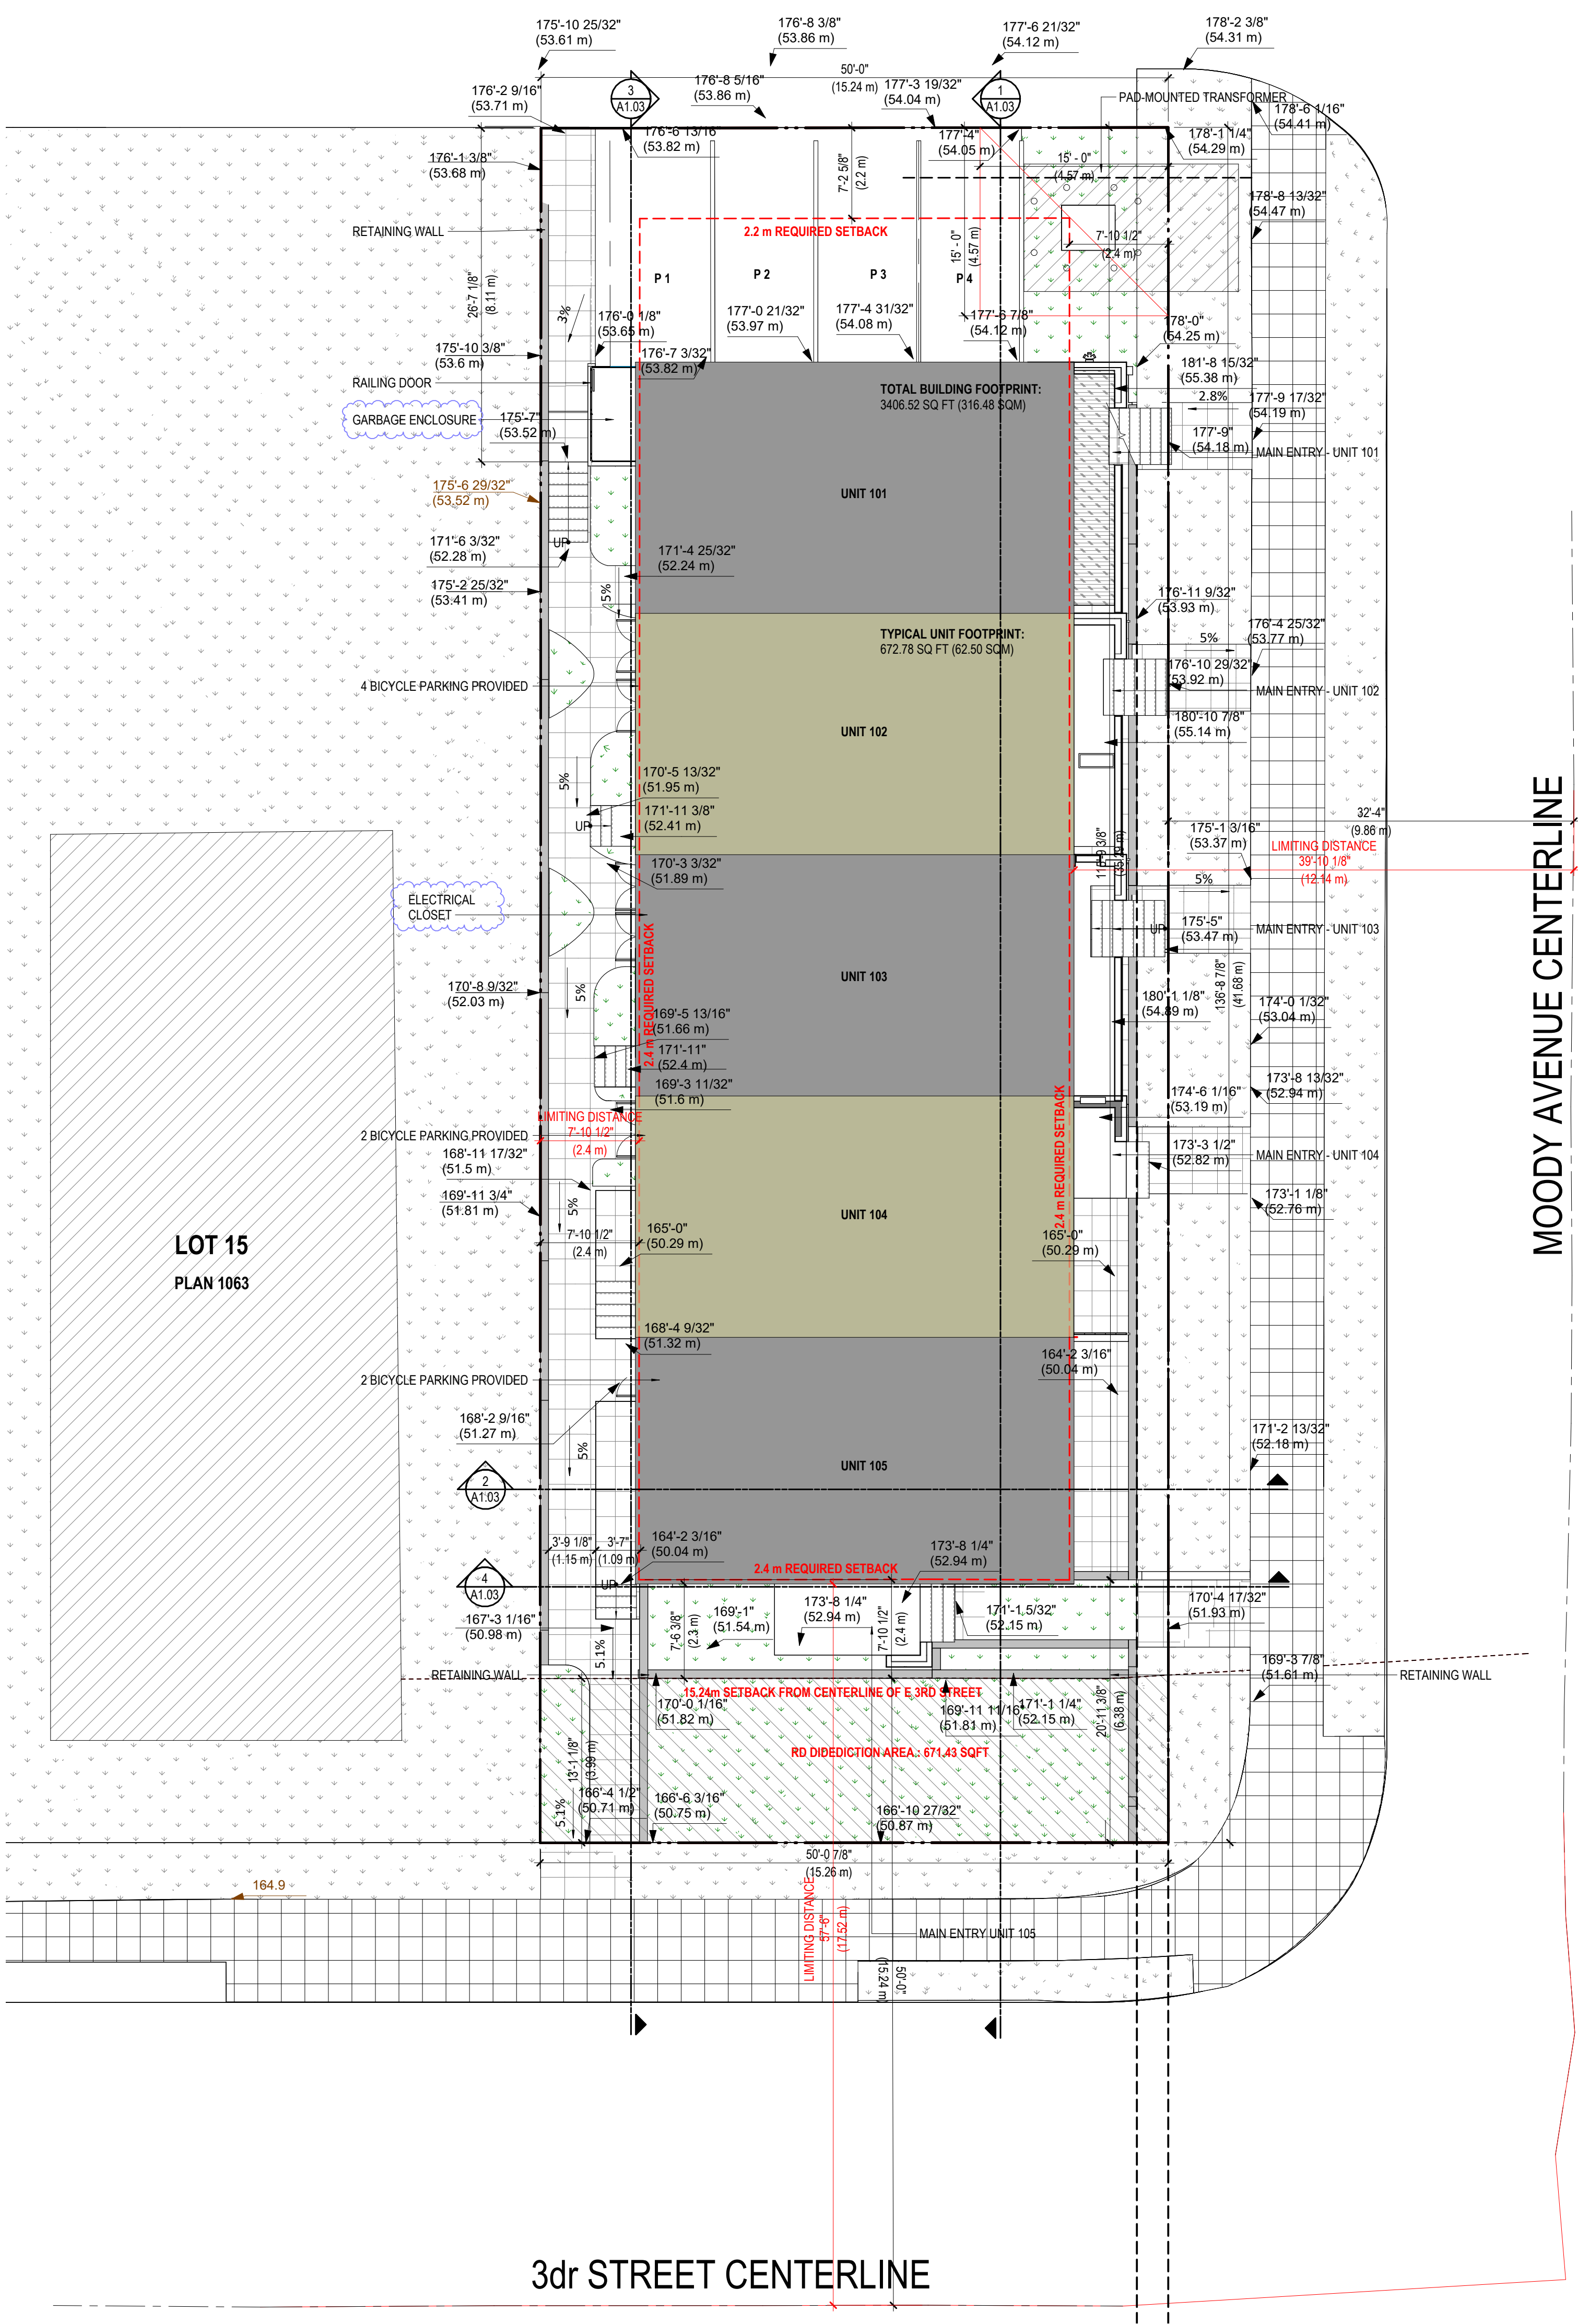 175'-10 25/32"
(53.61 m)
176'-8 3/8"
(53.86 m)
177'-6 21/32"
(54.12 m)
178'-2 3/8"
(54.31 m)
50'-0"
(15.24 m)
176'-2 9/16"
(53.71 m)
3
A1.03
176'-8 5/16"
(53.86 m)
177'-3 19/32"
(54.04 m)
1
A1.03
PAD-MOUNTED TRANSFORMER
178'-6 1/16"
(54.41 m)
176'-6 13/16"
(53.82 m)
177'-4"
(54.05 m)
178'-1 1/4"
(54.29 m)
176'-1 3/8"
(53.68 m)
7'-2 5/8"
(2.2 m)
15' - 0"
(4.57 m)
178'-8 13/32"
(54.47 m)
RETAINING WALL
2.2 m REQUIRED SETBACK
15' - 0"
(4.57 m)
7'-10 1/2"
(2.4 m)
26'-7 1/8"
(8.11 m)
P 1
P 2
P 3
P 4
3%
176'-0 1/8"
(53.65 m)
177'-0 21/32"
(53.97 m)
177'-4 31/32"
(54.08 m)
177'-6 7/8"
(54.12 m)
178'-0"
(54.25 m)
175'-10 3/8"
(53.6 m)
176'-7 3/32"
(53.82 m)
181'-8 15/32"
(55.38 m)
RAILING DOOR
TOTAL BUILDING FOOTPRINT:
3406.52 SQ FT (316.48 SQM)
2.8%
177'-9 17/32"
(54.19 m)
GARBAGE ENCLOSURE
175'-7"
(53.52 m)
177'-9"
(54.18 m)
MAIN ENTRY - UNIT 101
175'-6 29/32"
(53.52 m)
UNIT 101
171'-6 3/32"
(52.28 m)
UP
171'-4 25/32"
(52.24 m)
175'-2 25/32"
(53.41 m)
5%
176'-11 9/32"
(53.93 m)
TYPICAL UNIT FOOTPRINT:
672.78 SQ FT (62.50 SQM)
5%
176'-4 25/32"
(53.77 m)
176'-10 29/32"
(53.92 m)
4 BICYCLE PARKING PROVIDED
MAIN ENTRY - UNIT 102
UNIT 102
180'-10 7/8"
(55.14 m)
5%
170'-5 13/32"
(51.95 m)
171'-11 3/8"
(52.41 m)
UP
32'-4"
(9.86 m)
175'-1 3/16"
(53.37 m)
LIMITING DISTANCE
39'-10 1/8"
(12.14 m)
170'-3 3/32"
(51.89 m)
115'-9 3/8"
(35.29 m)
5%
ELECTRICAL
CLOSET
175'-5"
(53.47 m)
UP
MAIN ENTRY - UNIT 103
2.4 m REQUIRED SETBACK
UNIT 103
136'-8 7/8"
(41.68 m)
170'-8 9/32"
(52.03 m)
5%
180'-1 1/8"
(54.89 m)
174'-0 1/32"
(53.04 m)
169'-5 13/16"
(51.66 m)
171'-11"
(52.4 m)
169'-3 11/32"
(51.6 m)
173'-8 13/32"
(52.94 m)
174'-6 1/16"
(53.19 m)
LIMITING DISTANCE
7'-10 1/2"
(2.4 m)
2 BICYCLE PARKING PROVIDED
173'-3 1/2"
(52.82 m)
MAIN ENTRY - UNIT 104
168'-11 17/32"
(51.5 m)
2.4 m REQUIRED SETBACK
169'-11 3/4"
(51.81 m)
5%
173'-1 1/8"
(52.76 m)
UNIT 104
7'-10 1/2"
(2.4 m)
165'-0"
(50.29 m)
165'-0"
(50.29 m)
LOT 15
PLAN 1063
MOODY AVENUE CENTERLINE
168'-4 9/32"
(51.32 m)
164'-2 3/16"
(50.04 m)
2 BICYCLE PARKING PROVIDED
168'-2 9/16"
(51.27 m)
5%
171'-2 13/32"
(52.18 m)
UNIT 105
2
A1.03
3'-9 1/8"
(1.15 m)
3'-7"
(1.09 m)
164'-2 3/16"
(50.04 m)
173'-8 1/4"
(52.94 m)
2.4 m REQUIRED SETBACK
4
A1.03
UP
167'-3 1/16"
(50.98 m)
7'-6 3/8"
(2.3 m)
169'-1"
(51.54 m)
173'-8 1/4"
(52.94 m)
7'-10 1/2"
(2.4 m)
171'-1 5/32"
(52.15 m)
170'-4 17/32"
(51.93 m)
5.1%
RETAINING WALL
169'-3 7/8"
(51.61 m)
RETAINING WALL
15.24m SETBACK FROM CENTERLINE OF E 3RD STREET
170'-0 1/16"
(51.82 m)
169'-11 11/16"
(51.81 m)
171'-1 1/4"
(52.15 m)
20'-11 3/8"
(6.38 m)
RD DIDEDICTION AREA.: 671.43 SQFT
13'-1 1/8"
(3.99 m)
5.1%
166'-4 1/2"
(50.71 m)
166'-6 3/16"
(50.75 m)
166'-10 27/32"
(50.87 m)
50'-0 7/8"
(15.26 m)
164.9
LIMITING DISTANCE
57'-6"
(17.52 m)
MAIN ENTRY UNIT 105
50'-0"
(15.24 m)
3dr STREET CENTERLINE